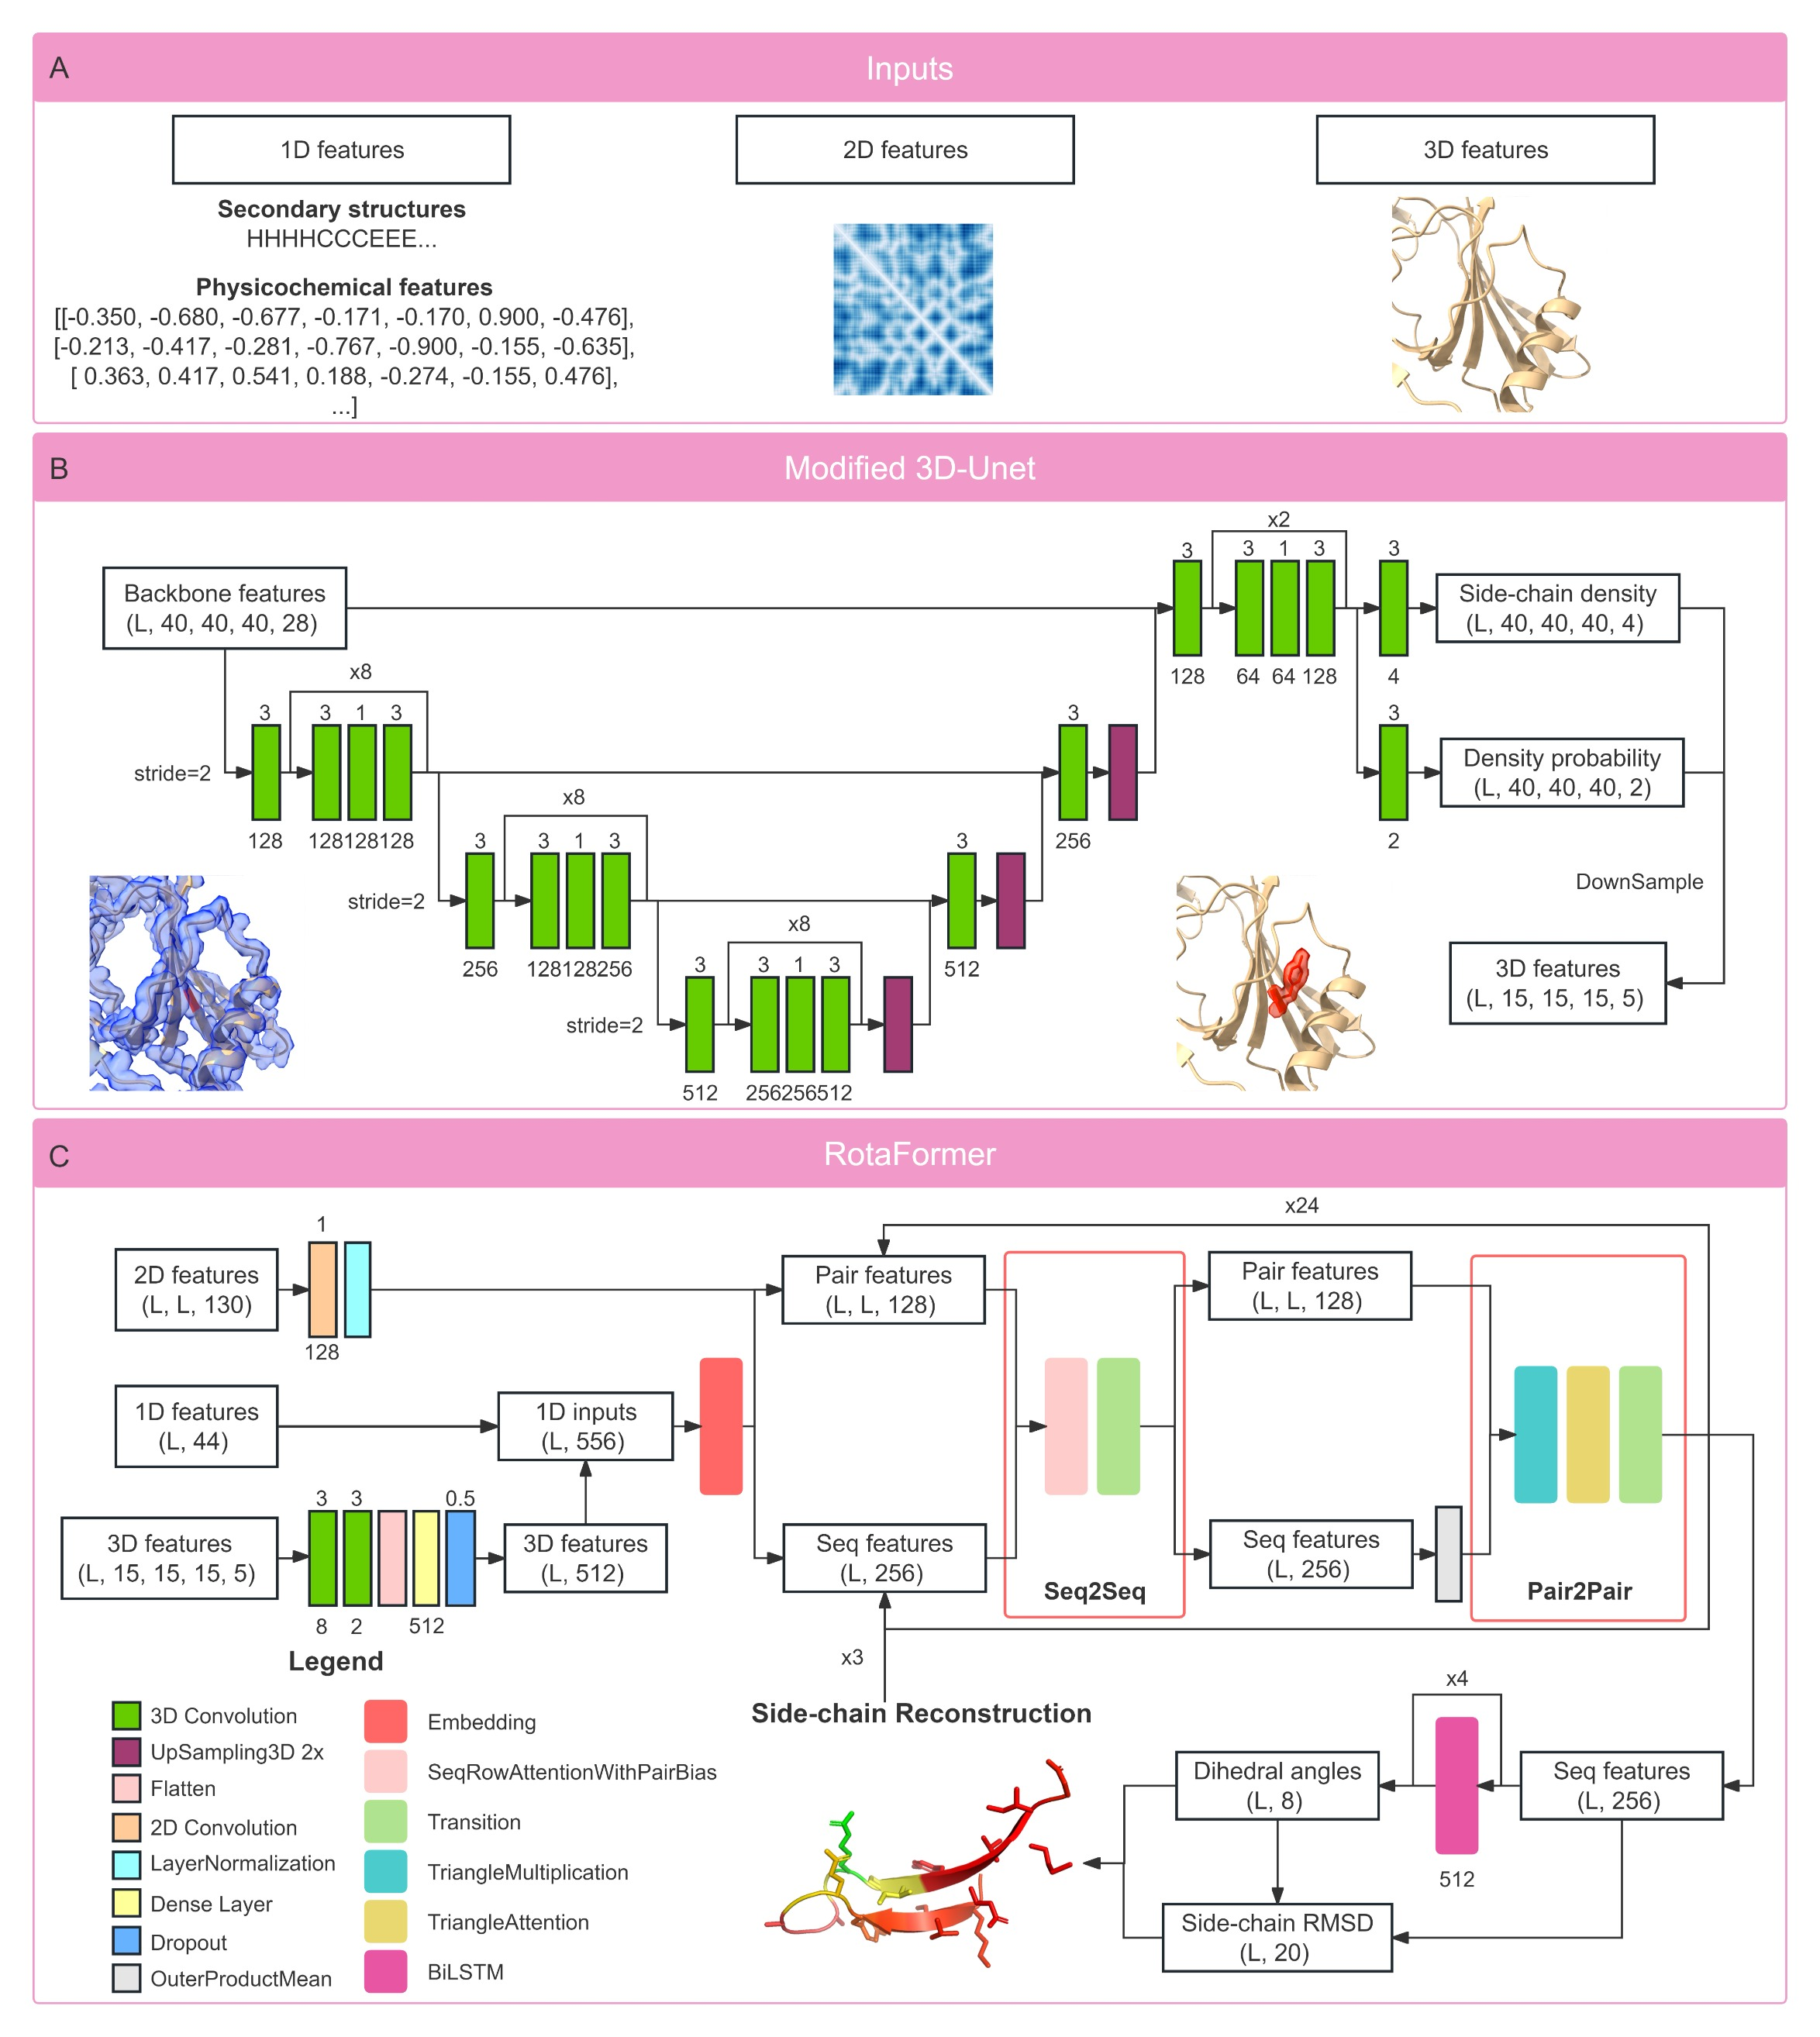 A
Inputs
1D features
2D features
3D features
Secondary structures
HHHHCCCEEE...
Physicochemical features
[[-0.350, -0.680, -0.677, -0.171, -0.170, 0.900, -0.476],
[-0.213, -0.417, -0.281, -0.767, -0.900, -0.155, -0.635],
[ 0.363, 0.417, 0.541, 0.188, -0.274, -0.155, 0.476],
...]
B
Modified 3D-Unet
x2
3
3 1 3
3
Backbone features
(L, 40, 40, 40, 28)
Side-chain density
(L, 40, 40, 40, 4)
128
64 64 128
4
x8
3
3 1 3
3
3
stride=2
Density probability
(L, 40, 40, 40, 2)
128
128128128
256
2
x8
3
3 1 3
3
stride=2
DownSample
256
128128256
512
x8
3
3 1 3
stride=2
3D features
(L, 15, 15, 15, 5)
512
256256512
C
RotaFormer
x24
1
2D features
(L, L, 130)
128
Pair features
(L, L, 128)
Pair features
(L, L, 128)
1D features
(L, 44)
1D inputs
(L, 556)
3 3 0.5
3D features
(L, 15, 15, 15, 5)
8 2 512
3D features
(L, 512)
Seq features
(L, 256)
Seq2Seq
Seq features
(L, 256)
Pair2Pair
x3
Side-chain Reconstruction
x4
Dihedral angles
(L, 8)
Seq features
(L, 256)
512
Side-chain RMSD
(L, 20)
Legend
3D Convolution
UpSampling3D 2x
Flatten
2D Convolution
LayerNormalization
Dense Layer
Dropout
OuterProductMean
Embedding
SeqRowAttentionWithPairBias
Transition
TriangleMultiplication
TriangleAttention
BiLSTM